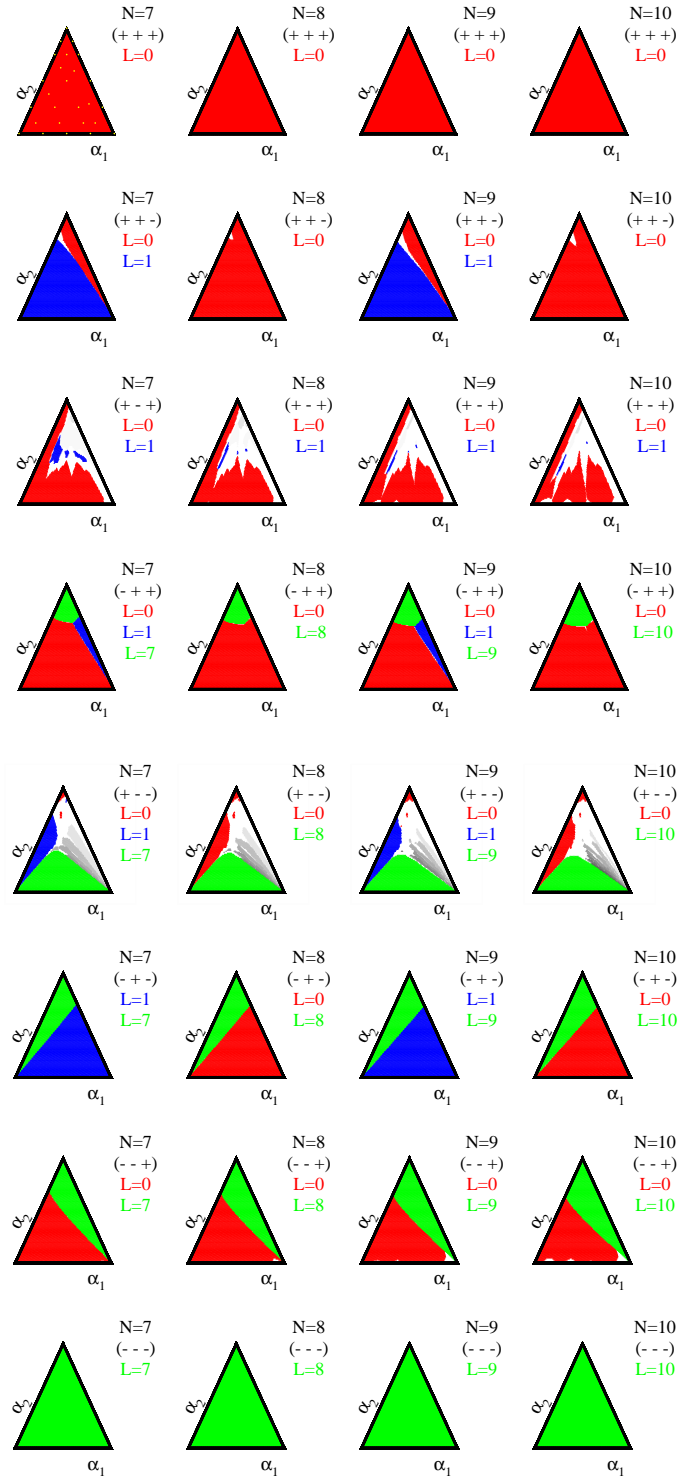 N=7 N=8 N=9 N=10
(+ + +) (+ + +) (+ + +) (+ + +)
L=0 L=0 L=0 L=0
α2 α2 α2 α2
α1 α1 α1 α1
N=7 N=8 N=9 N=10
(+ + -) (+ + -) (+ + -) (+ + -)
L=0 L=0 L=0 L=0
L=1 L=1
α2 α2 α2 α2
α1 α1 α1 α1
N=7 N=8 N=9 N=10
(+ - +) (+ - +) (+ - +) (+ - +)
L=0 L=0 L=0 L=0
L=1 L=1 L=1 L=1
α2 α2 α2 α2
α1 α1 α1 α1
N=7 N=8 N=9 N=10
(- + +) (- + +) (- + +) (- + +)
L=0 L=0 L=0 L=0
L=1 L=8 L=1 L=10
L=7 L=9
α2 α2 α2 α2
α1 α1 α1 α1
N=7 N=8 N=9 N=10
(+ - -) (+ - -) (+ - -) (+ - -)
L=0 L=0 L=0 L=0
L=1 L=8 L=1 L=10
L=7 L=9
α2 α2 α2 α2
α1 α1 α1 α1
N=7 N=8 N=9 N=10
(- + -) (- + -) (- + -) (- + -)
L=1 L=0 L=1 L=0
L=7 L=8 L=9 L=10
α2 α2 α2 α2
α1 α1 α1 α1
N=7 N=8 N=9 N=10
(- - +) (- - +) (- - +) (- - +)
L=0 L=0 L=0 L=0
L=7 L=8 L=9 L=10
α2 α2 α2 α2
α1 α1 α1 α1
N=7 N=8 N=9 N=10
(- - -) (- - -) (- - -) (- - -)
L=7 L=8 L=9 L=10
α2 α2 α2 α2
α1 α1 α1 α1